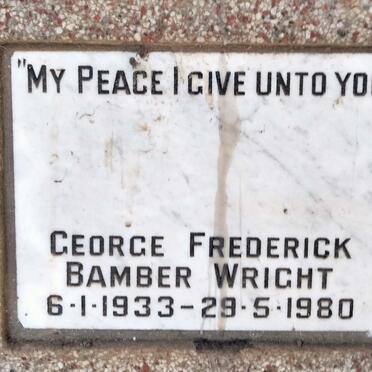 "MY PEACE I GIVE UNTO YO
GEORGE FREDERICK
BAMBER WRIGHT
6·1·1933–29·5·1980